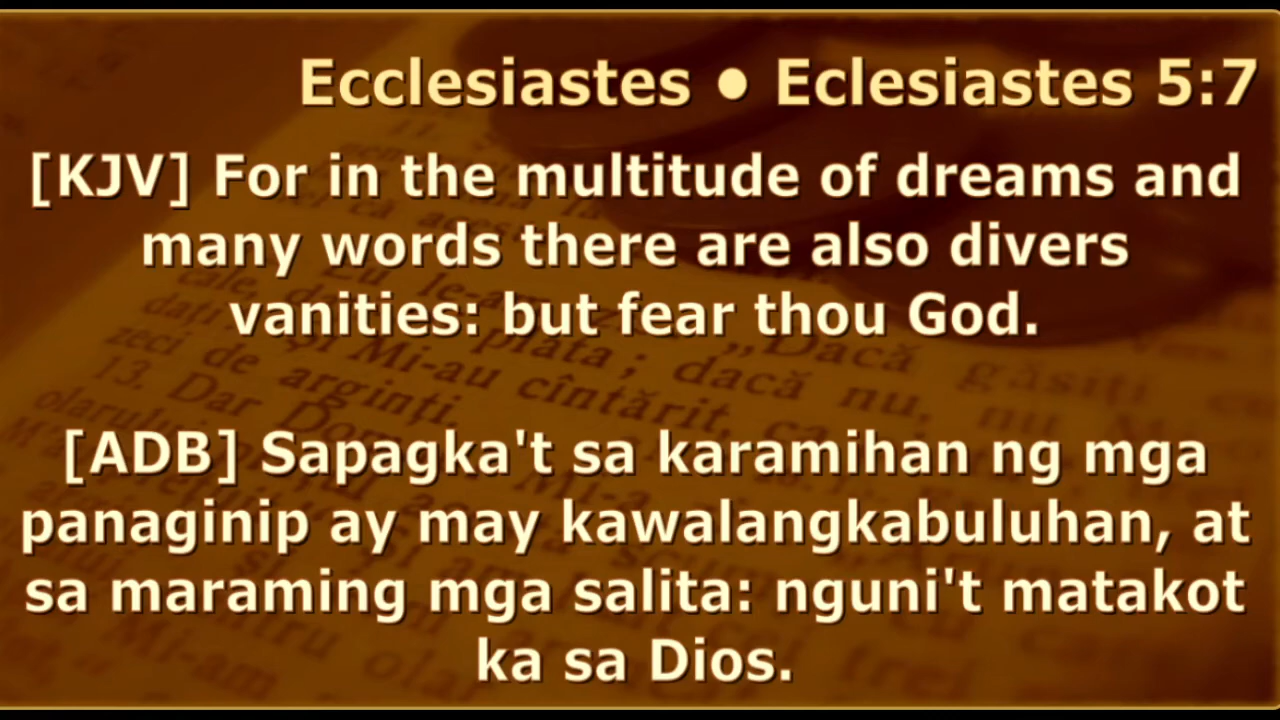 Ecclesiastes • Eclesiastes 5:7
[KJV] For in the multitude of dreams and
many words there are also divers
vanities: but fear thou God.
[ADB] Sapagka't sa karamihan ng mga
panaginip ay may kawalangkabuluhan, at
sa maraming mga salita: nguni't matakot
ka sa Dios.